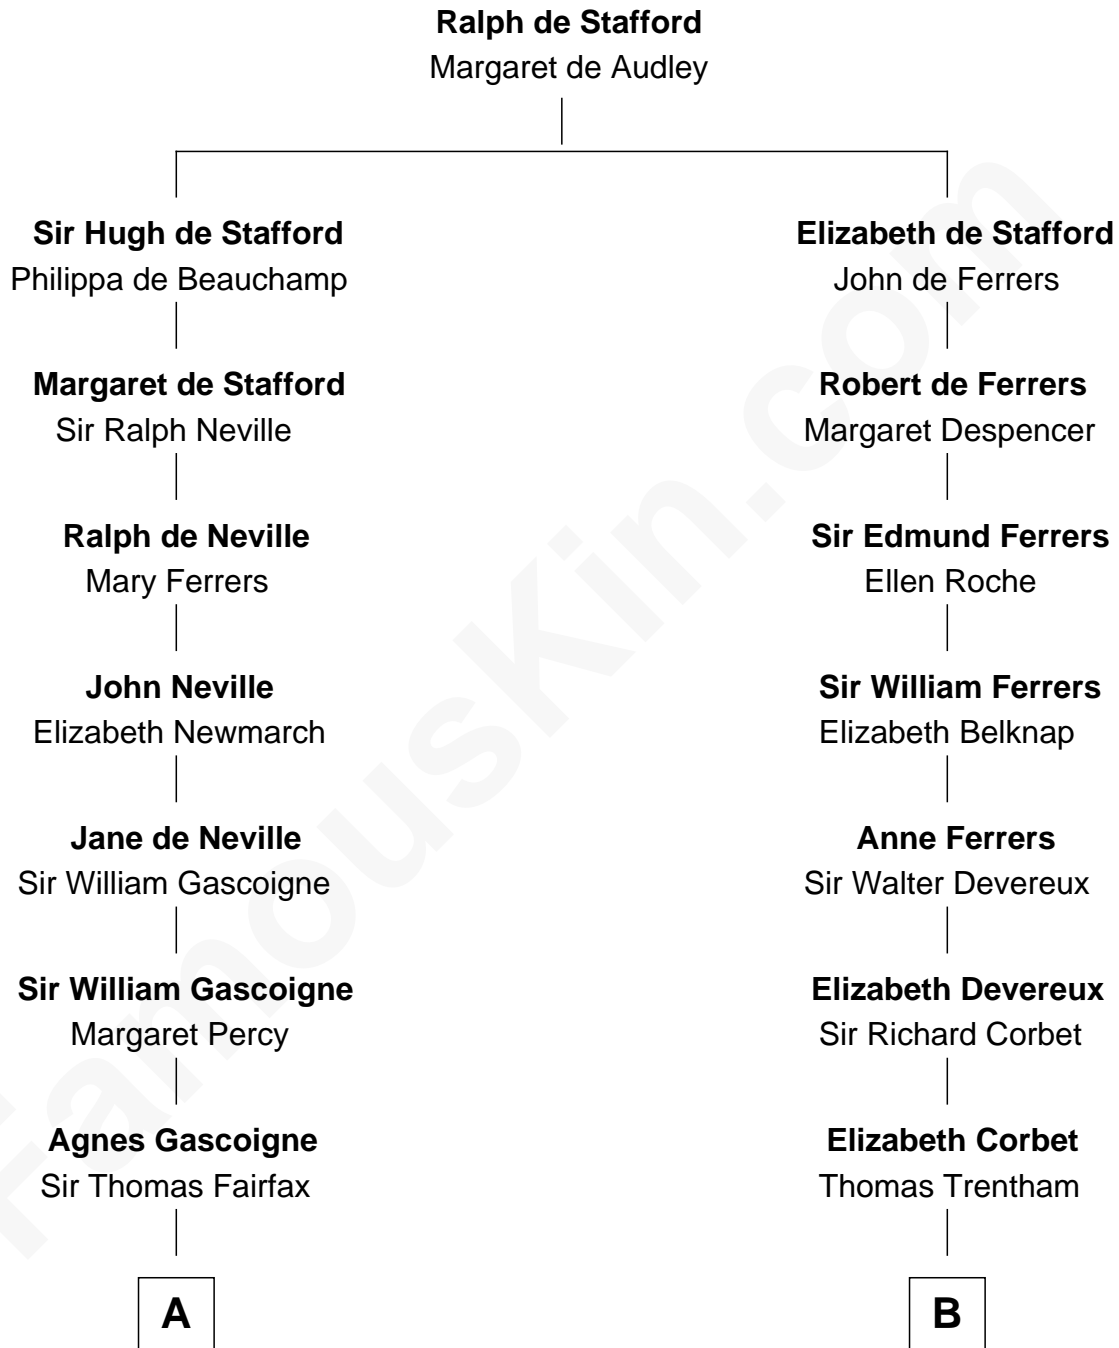 Ralph de Stafford
Margaret de Audley
Sir Hugh de Stafford
Philippa de Beauchamp
Elizabeth de Stafford
John de Ferrers
Margaret de Stafford
Sir Ralph Neville
Robert de Ferrers
Margaret Despencer
Ralph de Neville
Mary Ferrers
Sir Edmund Ferrers
Ellen Roche
John Neville
Elizabeth Newmarch
Sir William Ferrers
Elizabeth Belknap
Jane de Neville
Sir William Gascoigne
Anne Ferrers
Sir Walter Devereux
Sir William Gascoigne
Margaret Percy
Elizabeth Devereux
Sir Richard Corbet
Agnes Gascoigne
Sir Thomas Fairfax
Elizabeth Corbet
Thomas Trentham
A
B
FamousKin.com